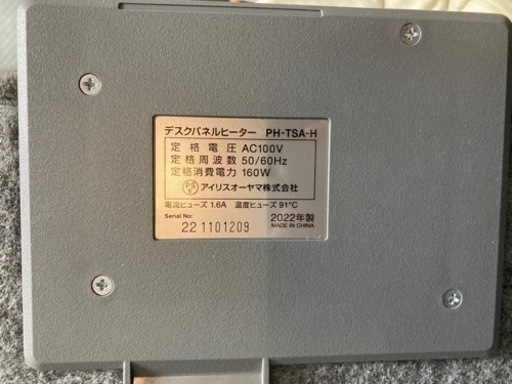 デスクパネルヒーター PH-TSA-H
定格電圧 AC100V
定格周波数 50/60Hz
定格消費電力 160W
アイリスオーヤマ株式会社
電流ヒューズ 1.6A 温度ヒューズ 91℃
Serial No:
22 1101209
2022年製
MADE IN CHINA